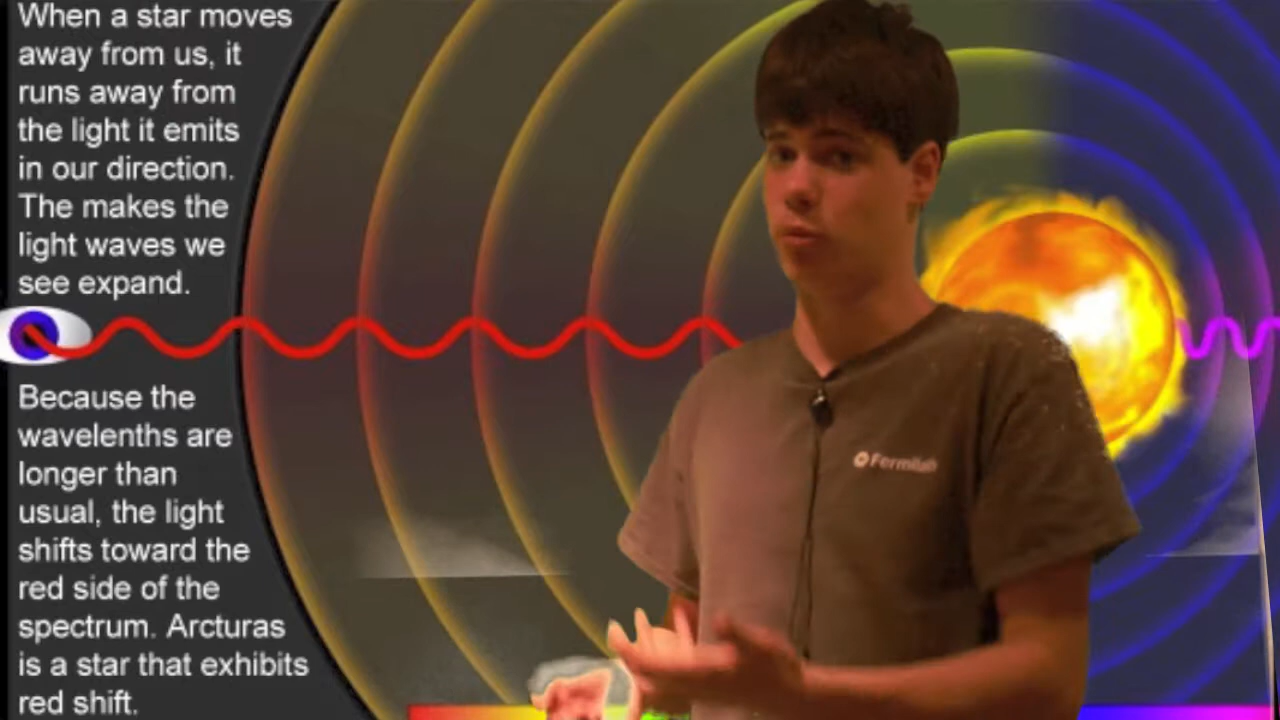 When a star moves
away from us, it
runs away from
the light it emits
in our direction.
The makes the
light waves we
see expand.
Because the
wavelenths are
longer than
usual, the light
shifts toward the
red side of the
spectrum. Arcturas
is a star that exhibits
red shift.
Fermilab